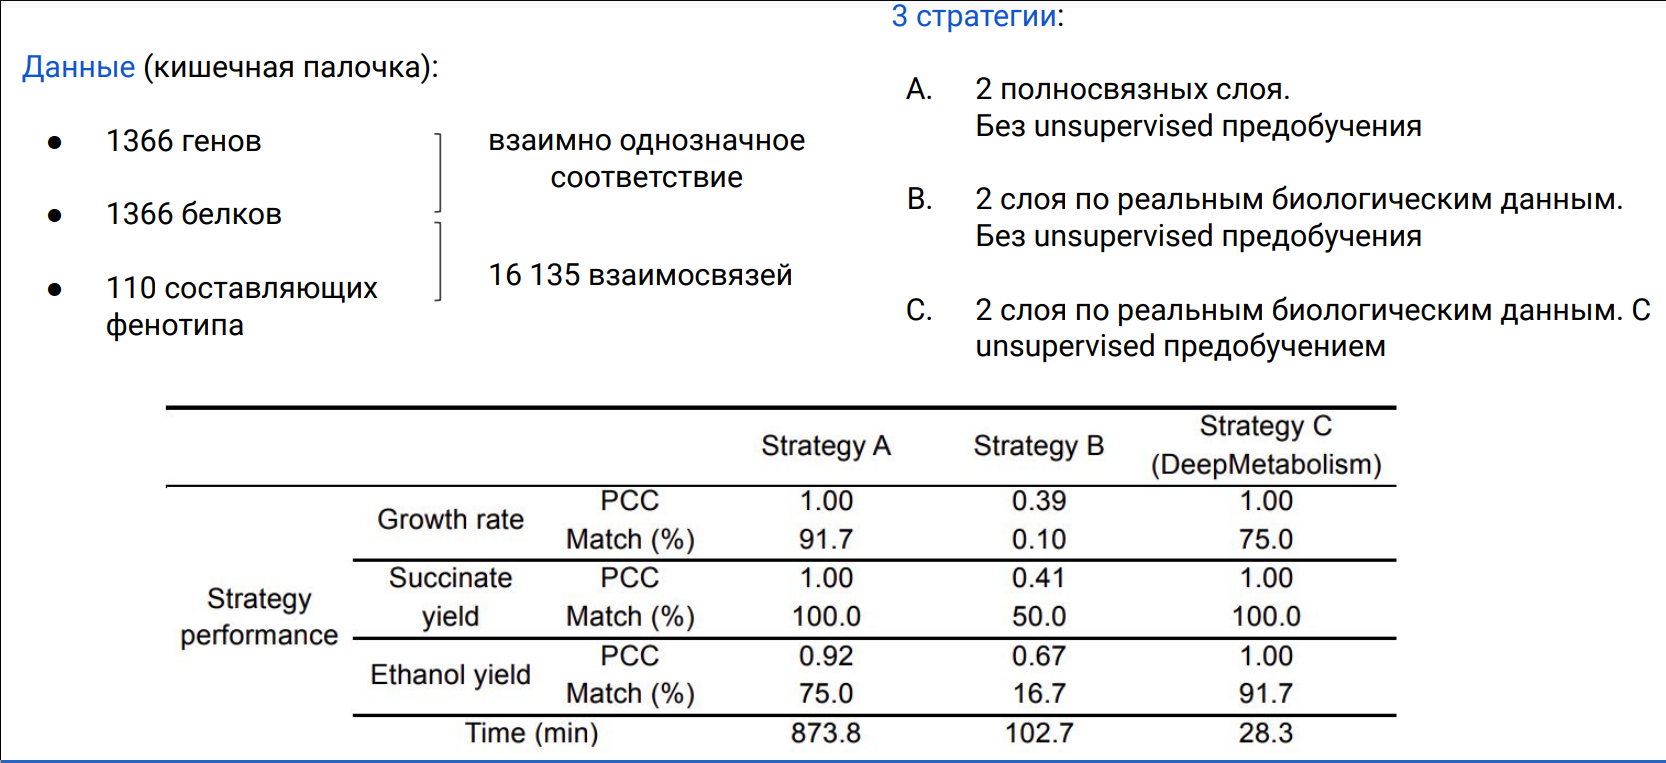 Данные (кишечная палочка):
● 1366 генов
● 1366 белков
● 110 составляющих
фенотипа
взаимно однозначное
соответствие
16 135 взаимосвязей
3 стратегии:
A. 2 полносвязных слоя.
Без unsupervised предобучения
B. 2 слоя по реальным биологическим данным.
Без unsupervised предобучения
C. 2 слоя по реальным биологическим данным. С
unsupervised предобучением
Strategy A Strategy B Strategy C
(DeepMetabolism)
Strategy
performance
Growth rate
PCC 1.00 0.39 1.00
Match (%) 91.7 0.10 75.0
Succinate
yield
PCC 1.00 0.41 1.00
Match (%) 100.0 50.0 100.0
Ethanol yield
PCC 0.92 0.67 1.00
Match (%) 75.0 16.7 91.7
Time (min) 873.8 102.7 28.3